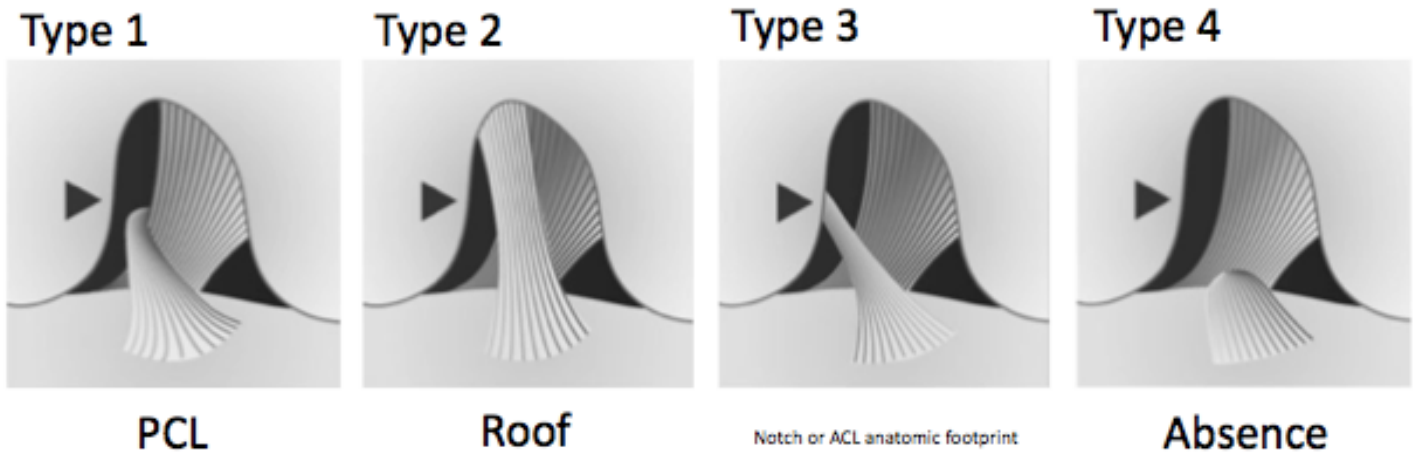 Type 1
Type 2
Type 3
Type 4
PCL
Roof
Notch or ACL anatomic footprint
Absence